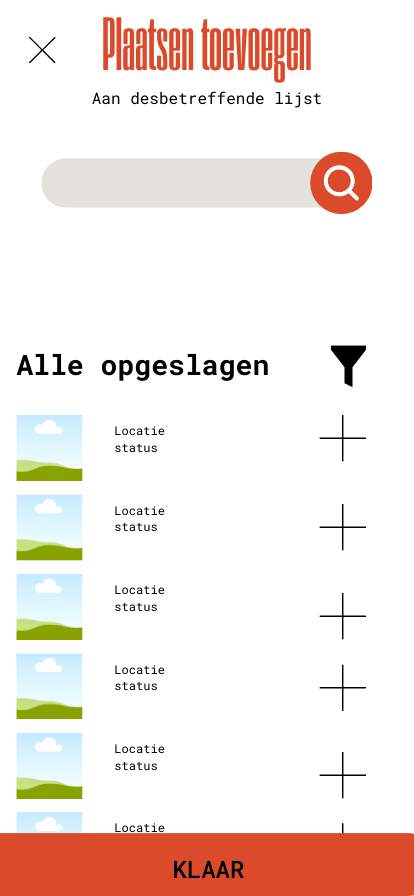 Plaatsen toevoegen
Aan desbetreffende lijst
Alle opgeslagen
Locatie
status
Locatie
status
Locatie
status
Locatie
status
Locatie
status
Locatie
KLAAR